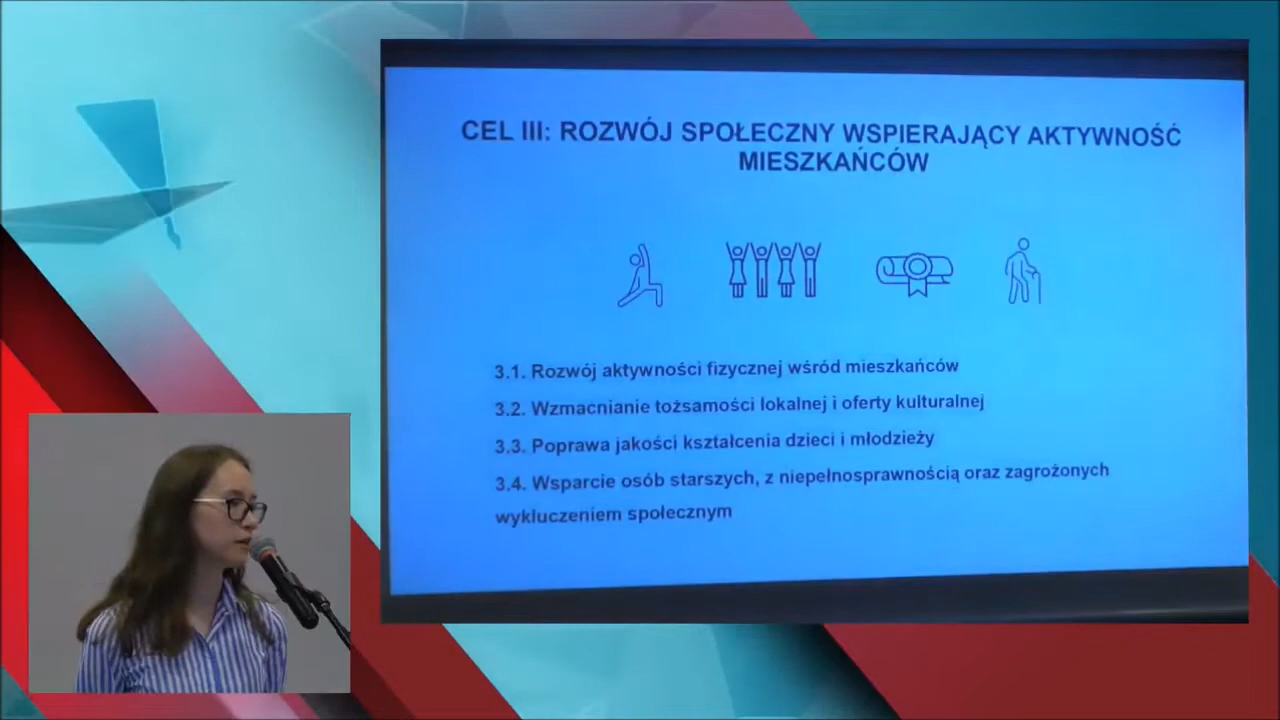 CEL III: ROZWÓJ SPOŁECZNY WSPIERAJĄCY AKTYWNOŚĆ
MIESZKAŃCÓW
3.1. Rozwój aktywności fizycznej wśród mieszkańców
3.2. Wzmacnianie tożsamości lokalnej i oferty kulturalnej
3.3. Poprawa jakości kształcenia dzieci i młodzieży
3.4. Wsparcie osób starszych, z niepełnosprawnością oraz zagrożonych
wykluczeniem społecznym